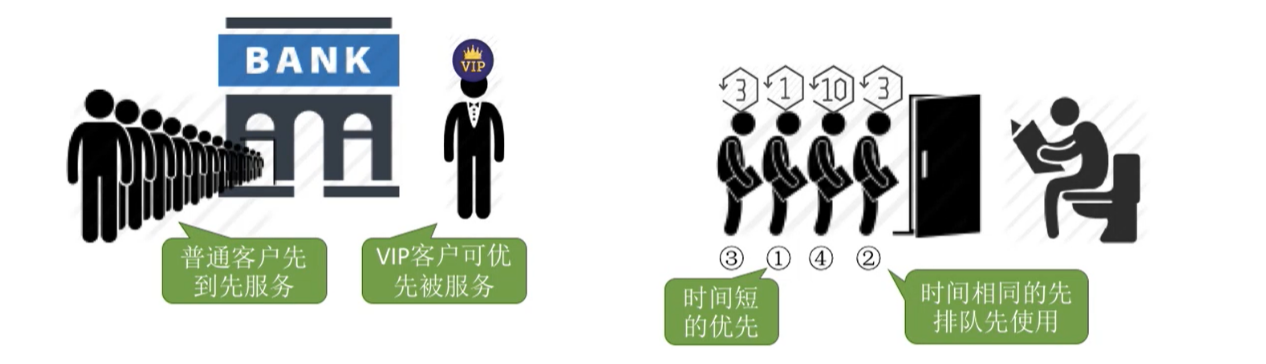 BANK
VIP
普通客户先
到先服务
VIP客户可优
先被服务
3 1 10 3
③ ① ④ ②
时间短
的优先
时间相同的先
排队先使用